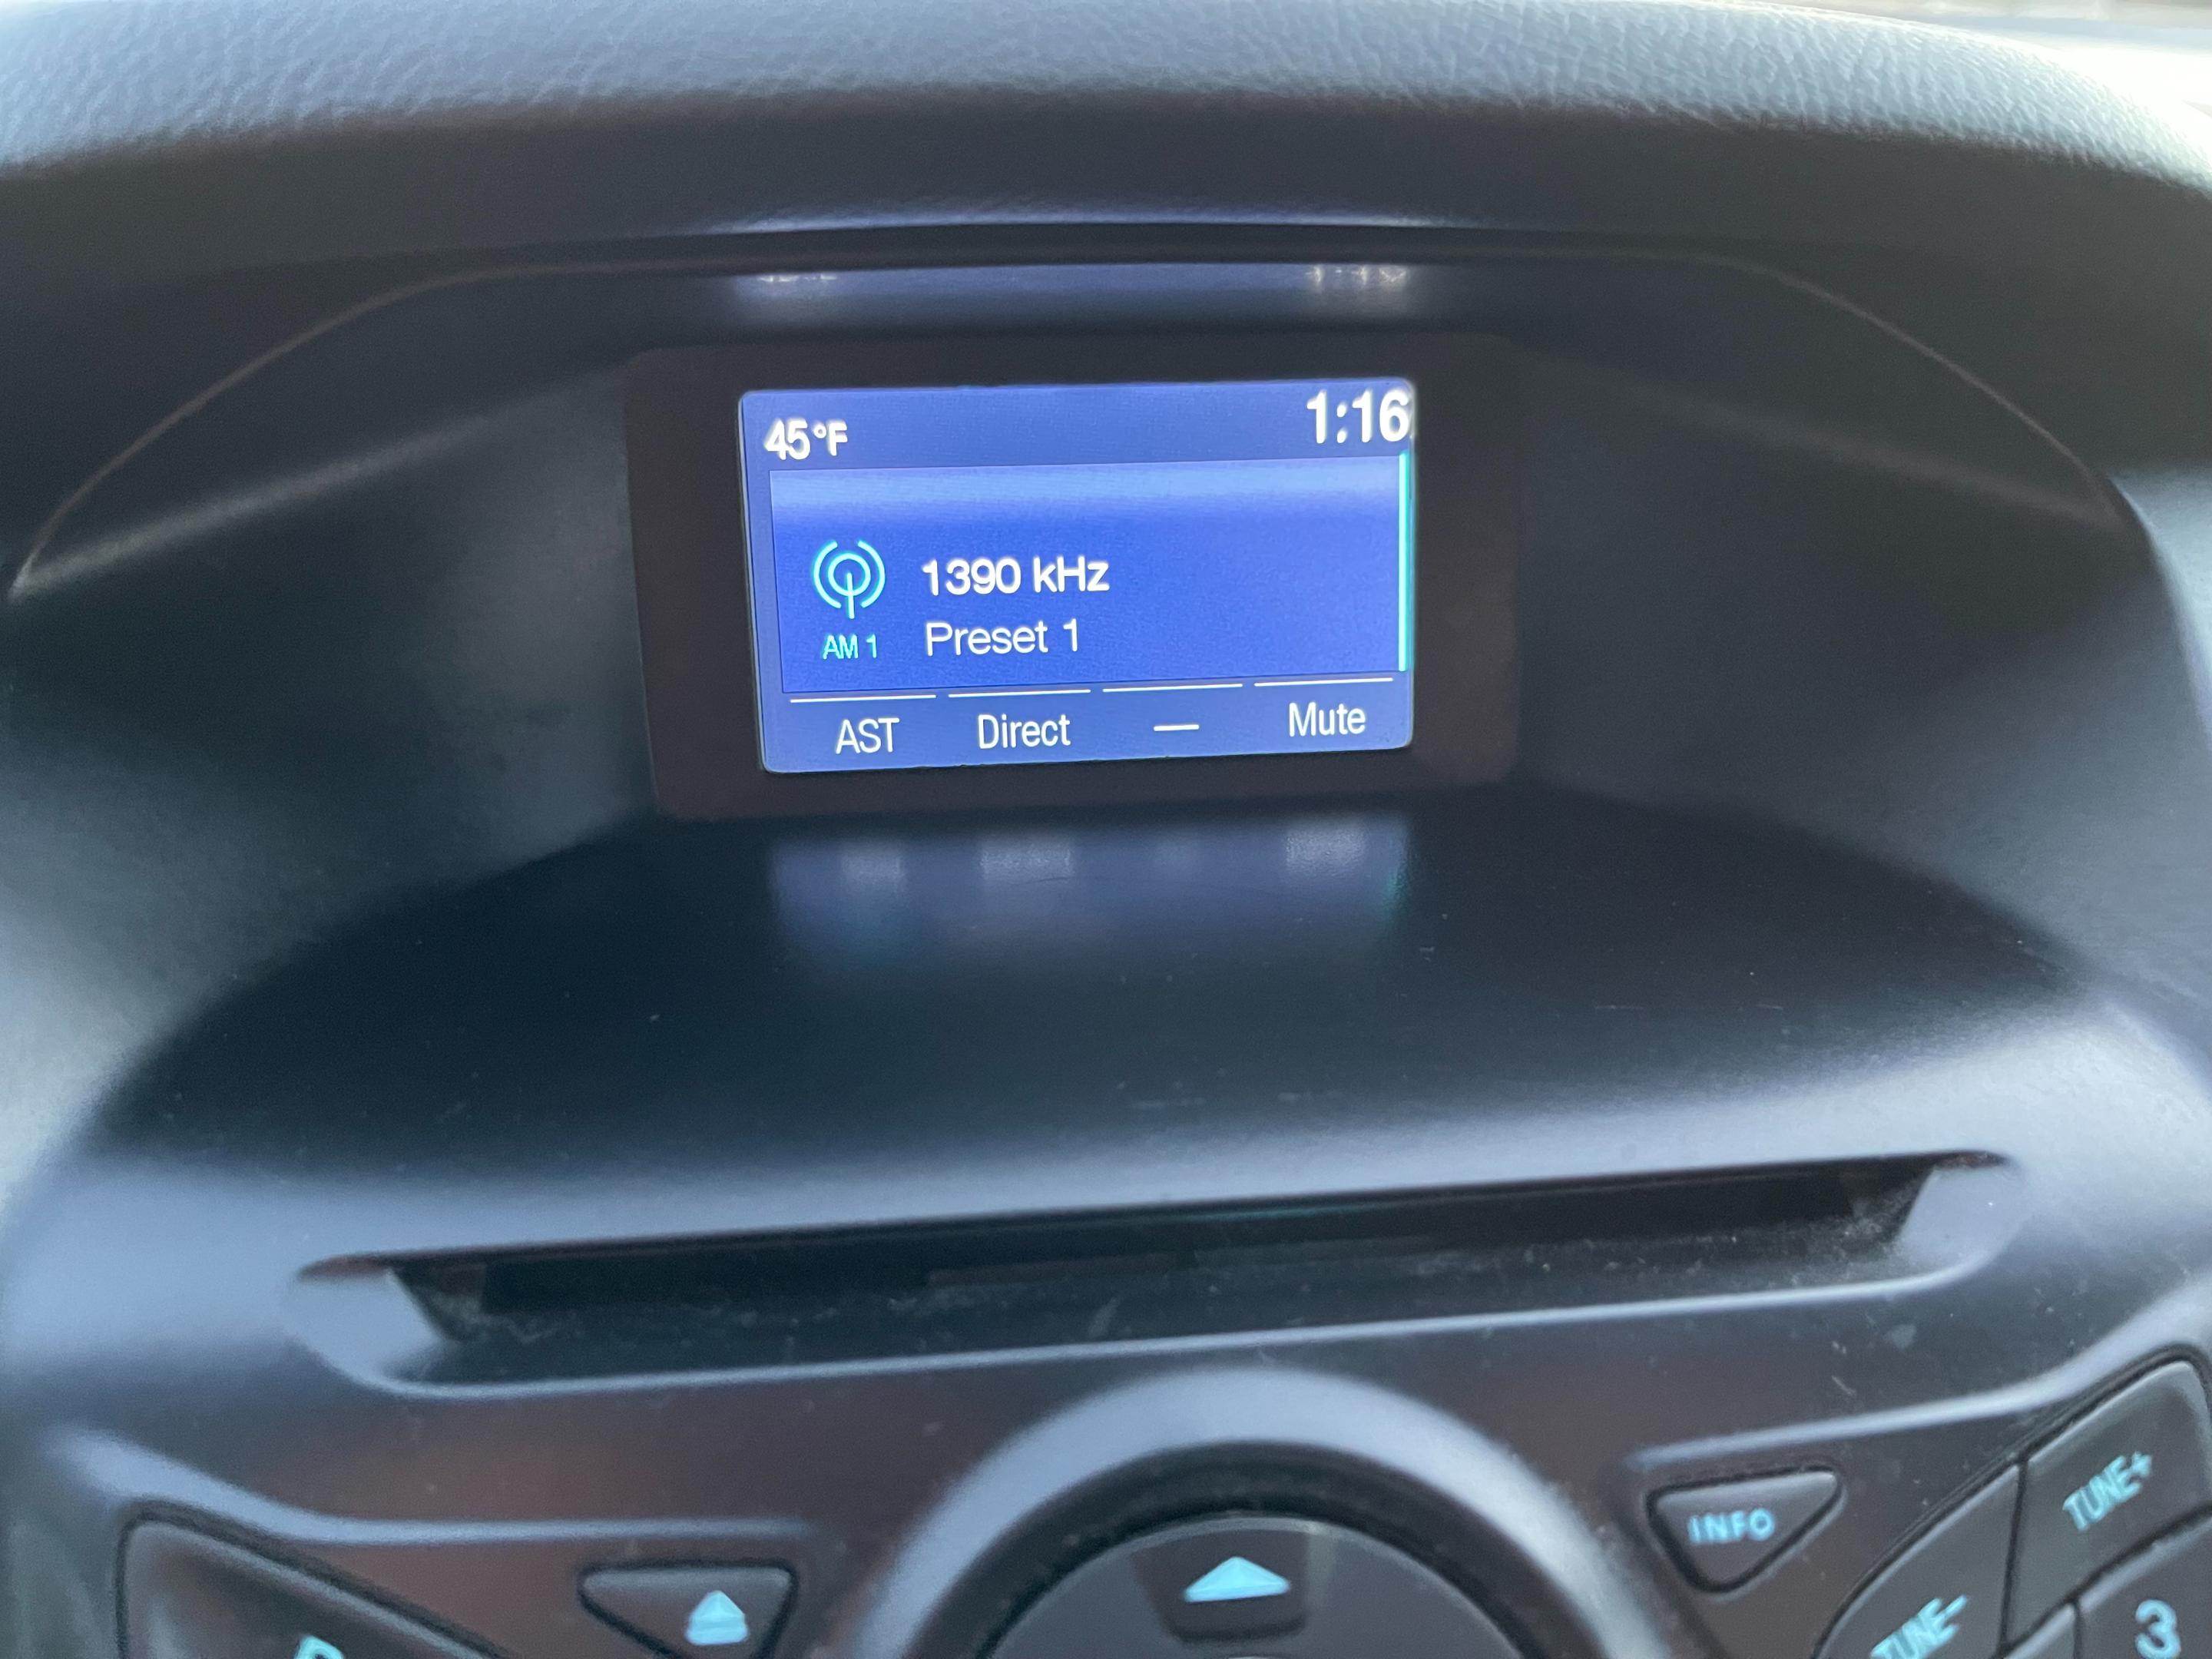 45°F
1:16
1390 kHz
AM 1
Preset 1
AST
Direct
—
Mute
INFO
TUNE+
TUNE-
3